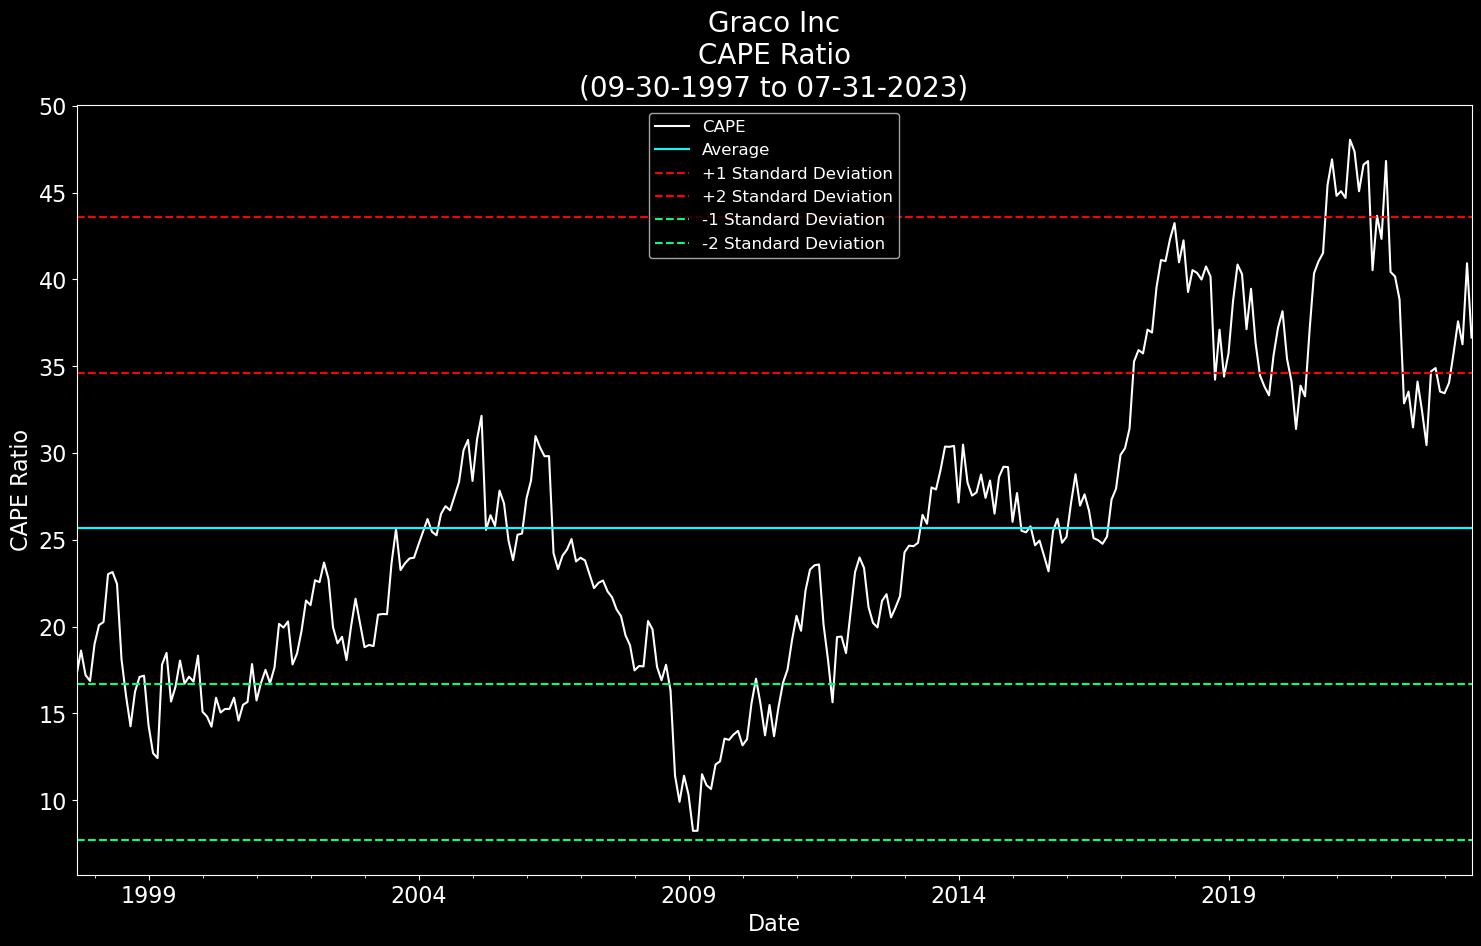 Graco Inc
CAPE Ratio
(09-30-1997 to 07-31-2023)
50
45
40
35
30
25
20
15
10
CAPE Ratio
CAPE
Average
+1 Standard Deviation
+2 Standard Deviation
-1 Standard Deviation
-2 Standard Deviation
1999
2004
2009
2014
2019
Date